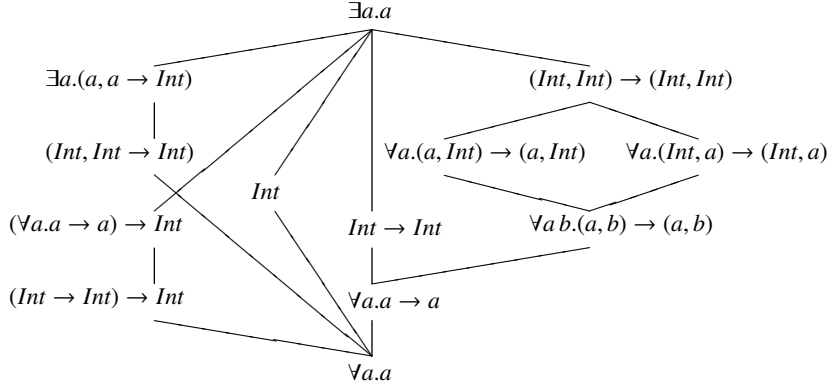 ∃a.a
∃a.(a, a → Int)
(Int, Int) → (Int, Int)
(Int, Int → Int)
∀a.(a, Int) → (a, Int)
∀a.(Int, a) → (Int, a)
Int
(∀a.a → a) → Int
Int → Int
∀a b.(a, b) → (a, b)
(Int → Int) → Int
∀a.a → a
∀a.a